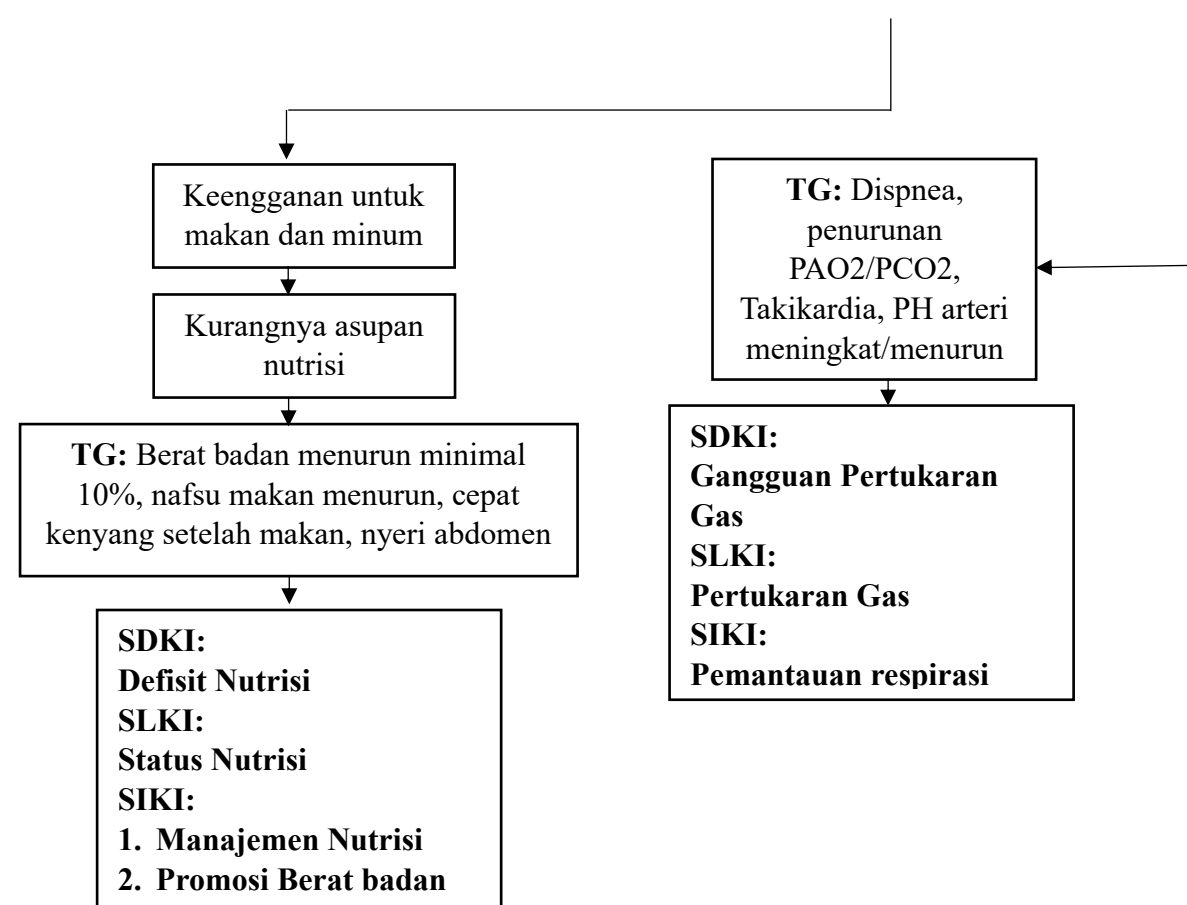 Keengganan untuk
makan dan minum
Kurangnya asupan
nutrisi
TG: Berat badan menurun minimal
10%, nafsu makan menurun, cepat
kenyang setelah makan, nyeri abdomen
SDKI:
Defisit Nutrisi
SLKI:
Status Nutrisi
SIKI:
1. Manajemen Nutrisi
2. Promosi Berat badan
TG: Dispnea,
penurunan
PAO2/PCO2,
Takikardia, PH arteri
meningkat/menurun
SDKI:
Gangguan Pertukaran
Gas
SLKI:
Pertukaran Gas
SIKI:
Pemantauan respirasi